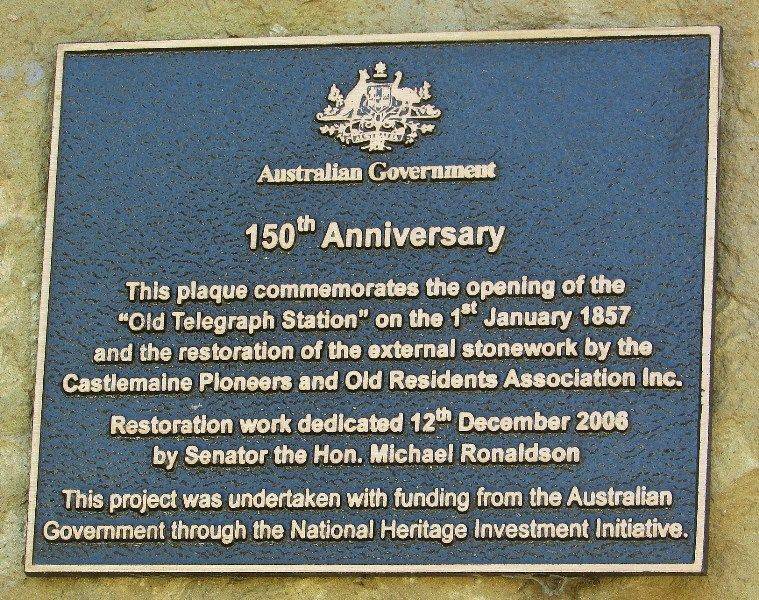 AUSTRALIA
Australian Government
150th Anniversary
This plaque commemorates the opening of the
“Old Telegraph Station” on the 1st January 1857
and the restoration of the external stonework by the
Castlemaine Pioneers and Old Residents Association Inc.
Restoration work dedicated 12th December 2006
by Senator the Hon. Michael Ronaldson
This project was undertaken with funding from the Australian
Government through the National Heritage Investment Initiative.